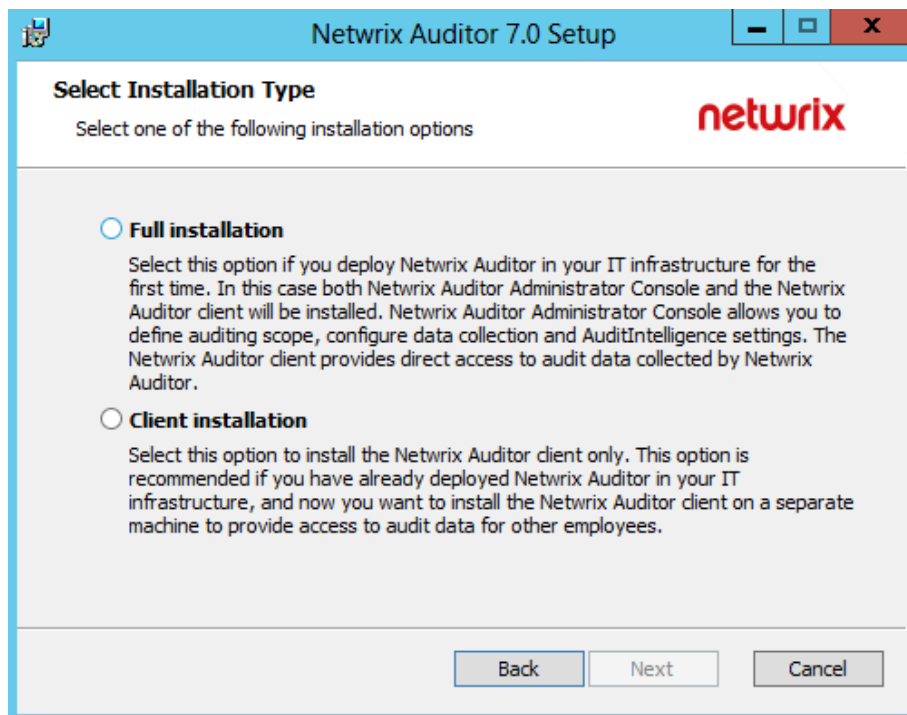 Netwrix Auditor 7.0 Setup
Select Installation Type
Select one of the following installation options
netwrix
Full installation
Select this option if you deploy Netwrix Auditor in your IT infrastructure for the
first time. In this case both Netwrix Auditor Administrator Console and the Netwrix
Auditor client will be installed. Netwrix Auditor Administrator Console allows you to
define auditing scope, configure data collection and AuditIntelligence settings. The
Netwrix Auditor client provides direct access to audit data collected by Netwrix
Auditor.
Client installation
Select this option to install the Netwrix Auditor client only. This option is
recommended if you have already deployed Netwrix Auditor in your IT
infrastructure, and now you want to install the Netwrix Auditor client on a separate
machine to provide access to audit data for other employees.
Back
Next
Cancel